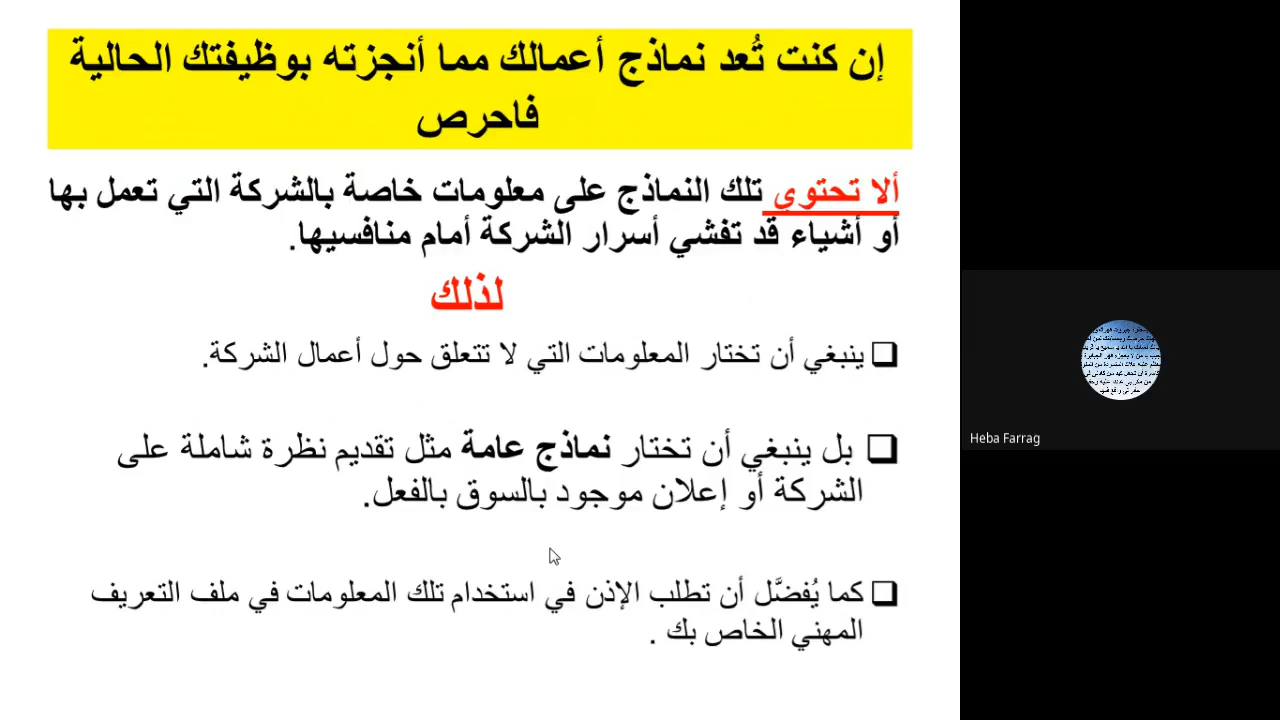 إن كنت تُعد نماذج أعمالك مما أنجزته بوظيفتك الحالية
فاحرص
ألا تحتوي تلك النماذج على معلومات خاصة بالشركة التي تعمل بها
أو أشياء قد تفشي أسرار الشركة أمام منافسيها.
لذلك
❑ ينبغي أن تختار المعلومات التي لا تتعلق حول أعمال الشركة.
❑ بل ينبغي أن تختار نماذج عامة مثل تقديم نظرة شاملة على
الشركة أو إعلان موجود بالسوق بالفعل.
❑ كما يُفضَّل أن تطلب الإذن في استخدام تلك المعلومات في ملف التعريف
المهني الخاص بك .
Heba Farrag